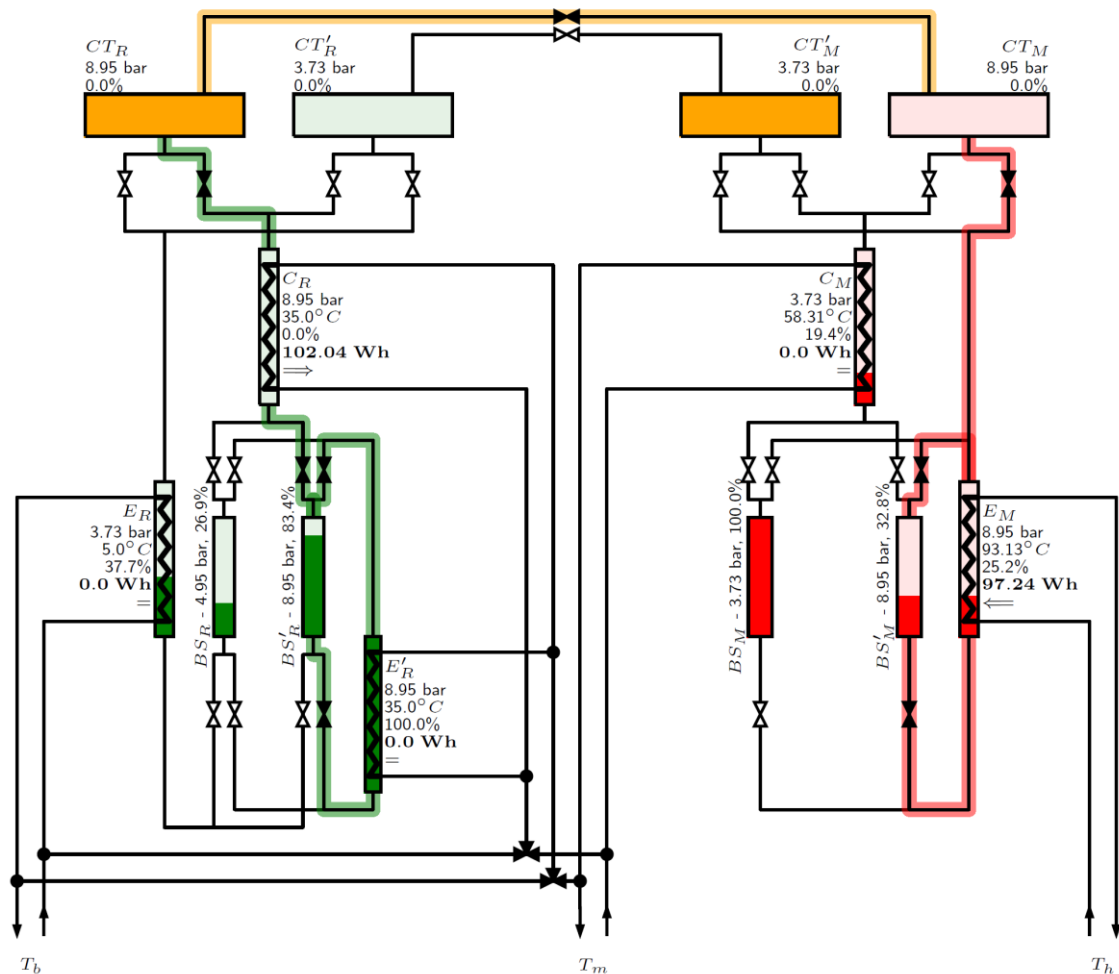 CT_R
8.95 bar
0.0%
CT'_R
3.73 bar
0.0%
CT'_M
3.73 bar
0.0%
CT_M
8.95 bar
0.0%
C_R
8.95 bar
35.0°C
0.0%
102.04 Wh
⟹
C_M
3.73 bar
58.31°C
19.4%
0.0 Wh
=
E_R
3.73 bar
5.0°C
37.7%
0.0 Wh
=
BS_R - 4.95 bar, 26.9%
BS'_R - 8.95 bar, 83.4%
E'_R
8.95 bar
35.0°C
100.0%
0.0 Wh
=
BS_M - 3.73 bar, 100.0%
BS'_M - 8.95 bar, 32.8%
E_M
8.95 bar
93.13°C
25.2%
97.24 Wh
⟸
T_b
T_m
T_h